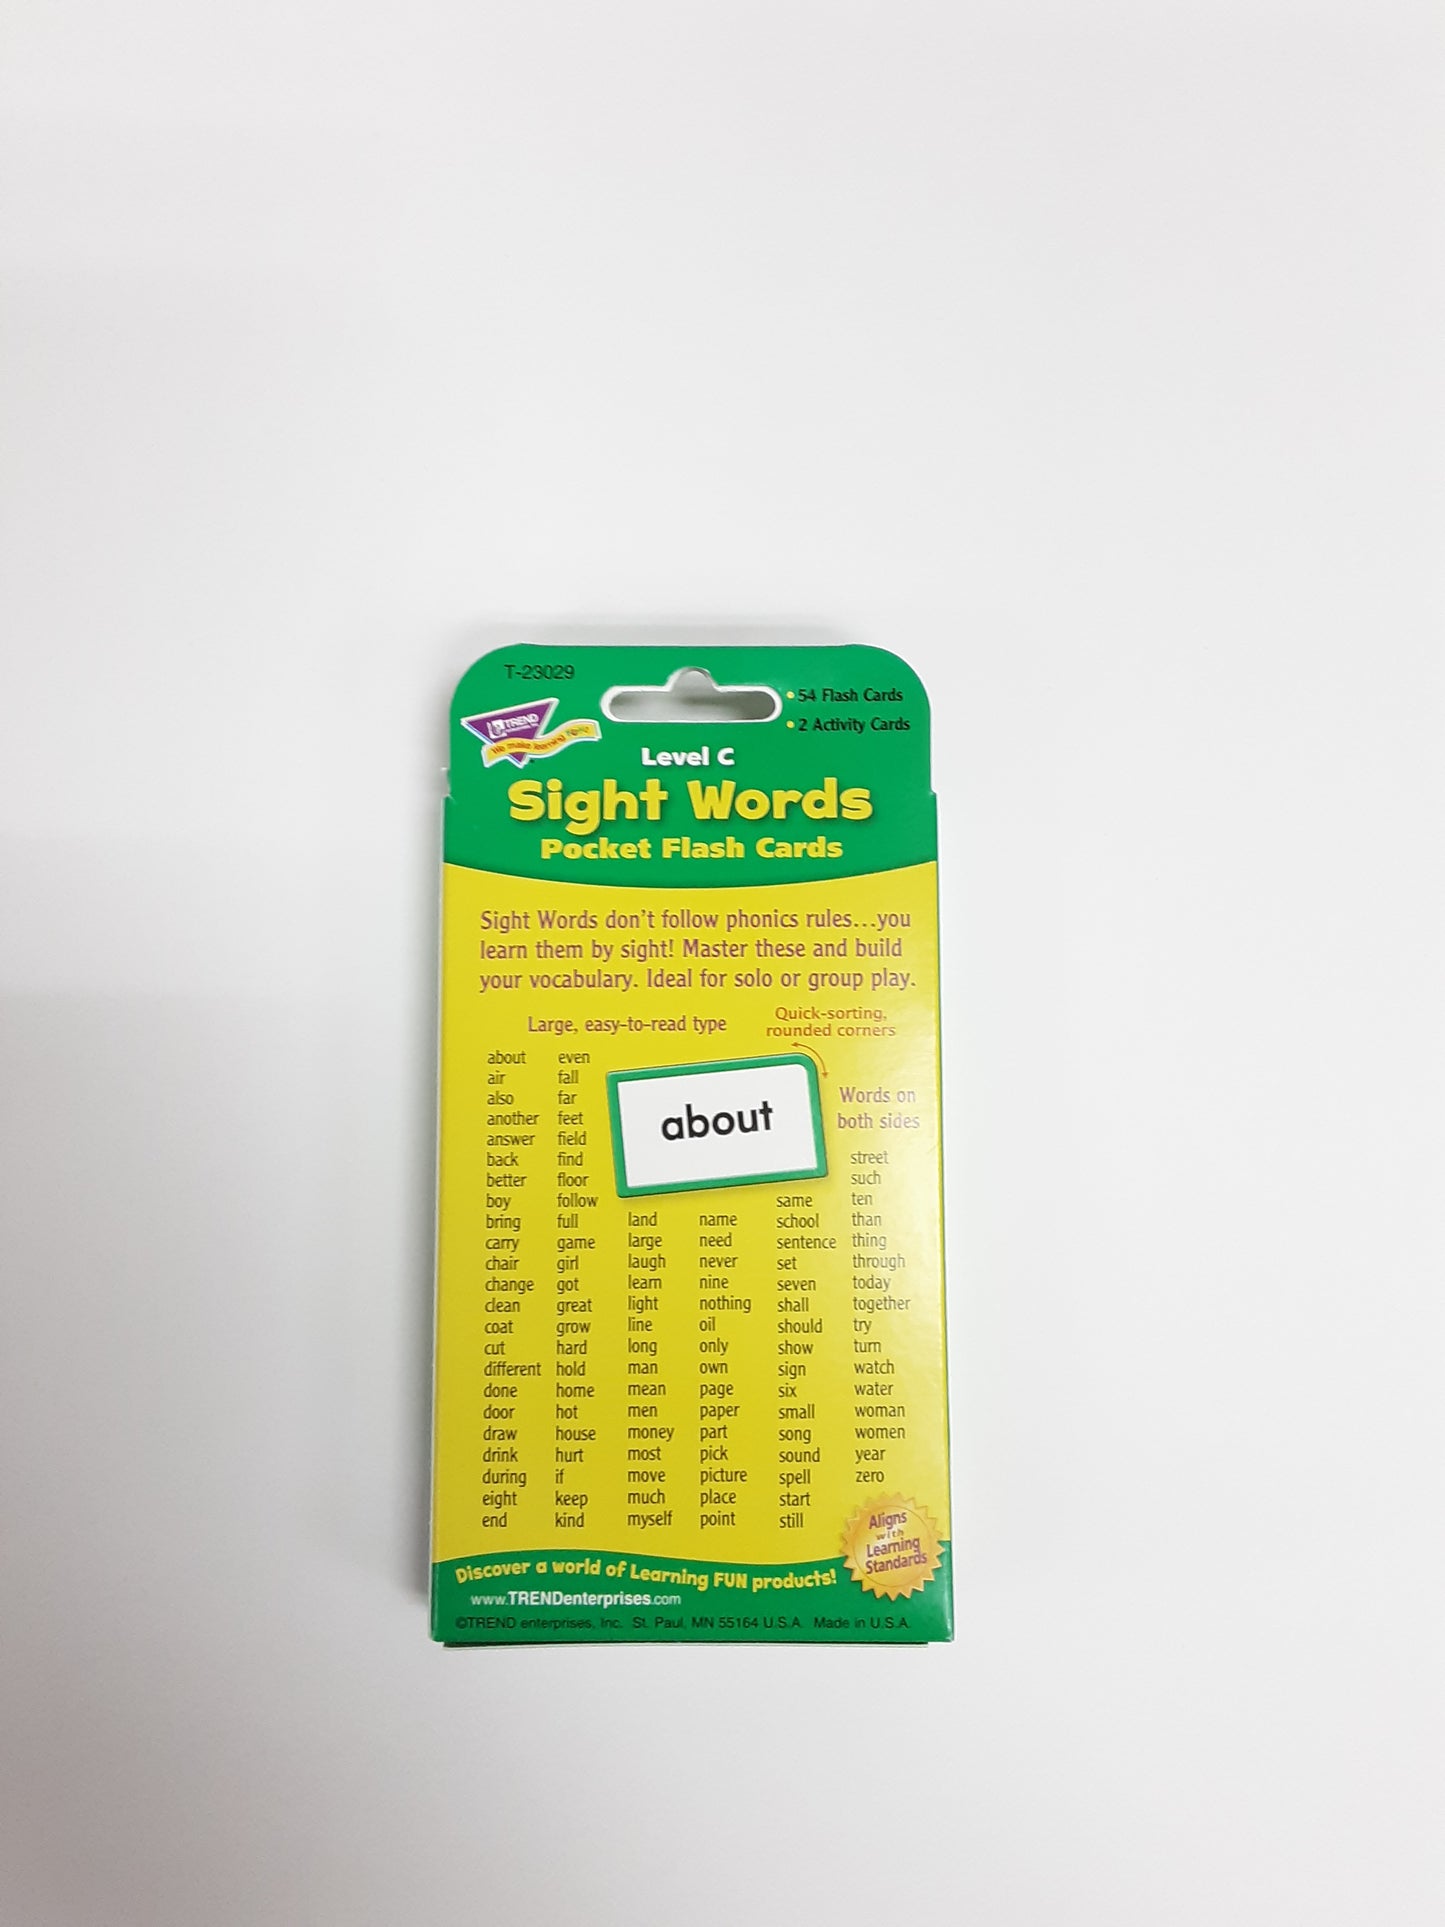 T-23029
TREND
We make learning FUN!
• 54 Flash Cards
• 2 Activity Cards
Level C
Sight Words
Pocket Flash Cards
Sight Words don't follow phonics rules...you
learn them by sight! Master these and build
your vocabulary. Ideal for solo or group play.
Large, easy-to-read type
Quick-sorting,
rounded corners
about
Words on
both sides
about
air
also
another
answer
back
better
boy
bring
carry
chair
change
clean
coat
cut
different
done
door
draw
drink
during
eight
end
even
fall
far
feet
field
find
floor
follow
full
game
girl
got
great
grow
hard
hold
home
hot
house
hurt
if
keep
kind
land
large
laugh
learn
light
line
long
man
mean
men
money
most
move
much
myself
name
need
never
nine
nothing
oil
only
own
page
paper
part
pick
picture
place
point
same
school
sentence
set
seven
shall
should
show
sign
six
small
song
sound
spell
start
still
street
such
ten
than
thing
through
today
together
try
turn
watch
water
woman
women
year
zero
Aligns
with
Learning
Standards
Discover a world of Learning FUN products!
www.TRENDenterprises.com
©TREND enterprises, Inc. St. Paul, MN 55164 U.S.A. Made in U.S.A.